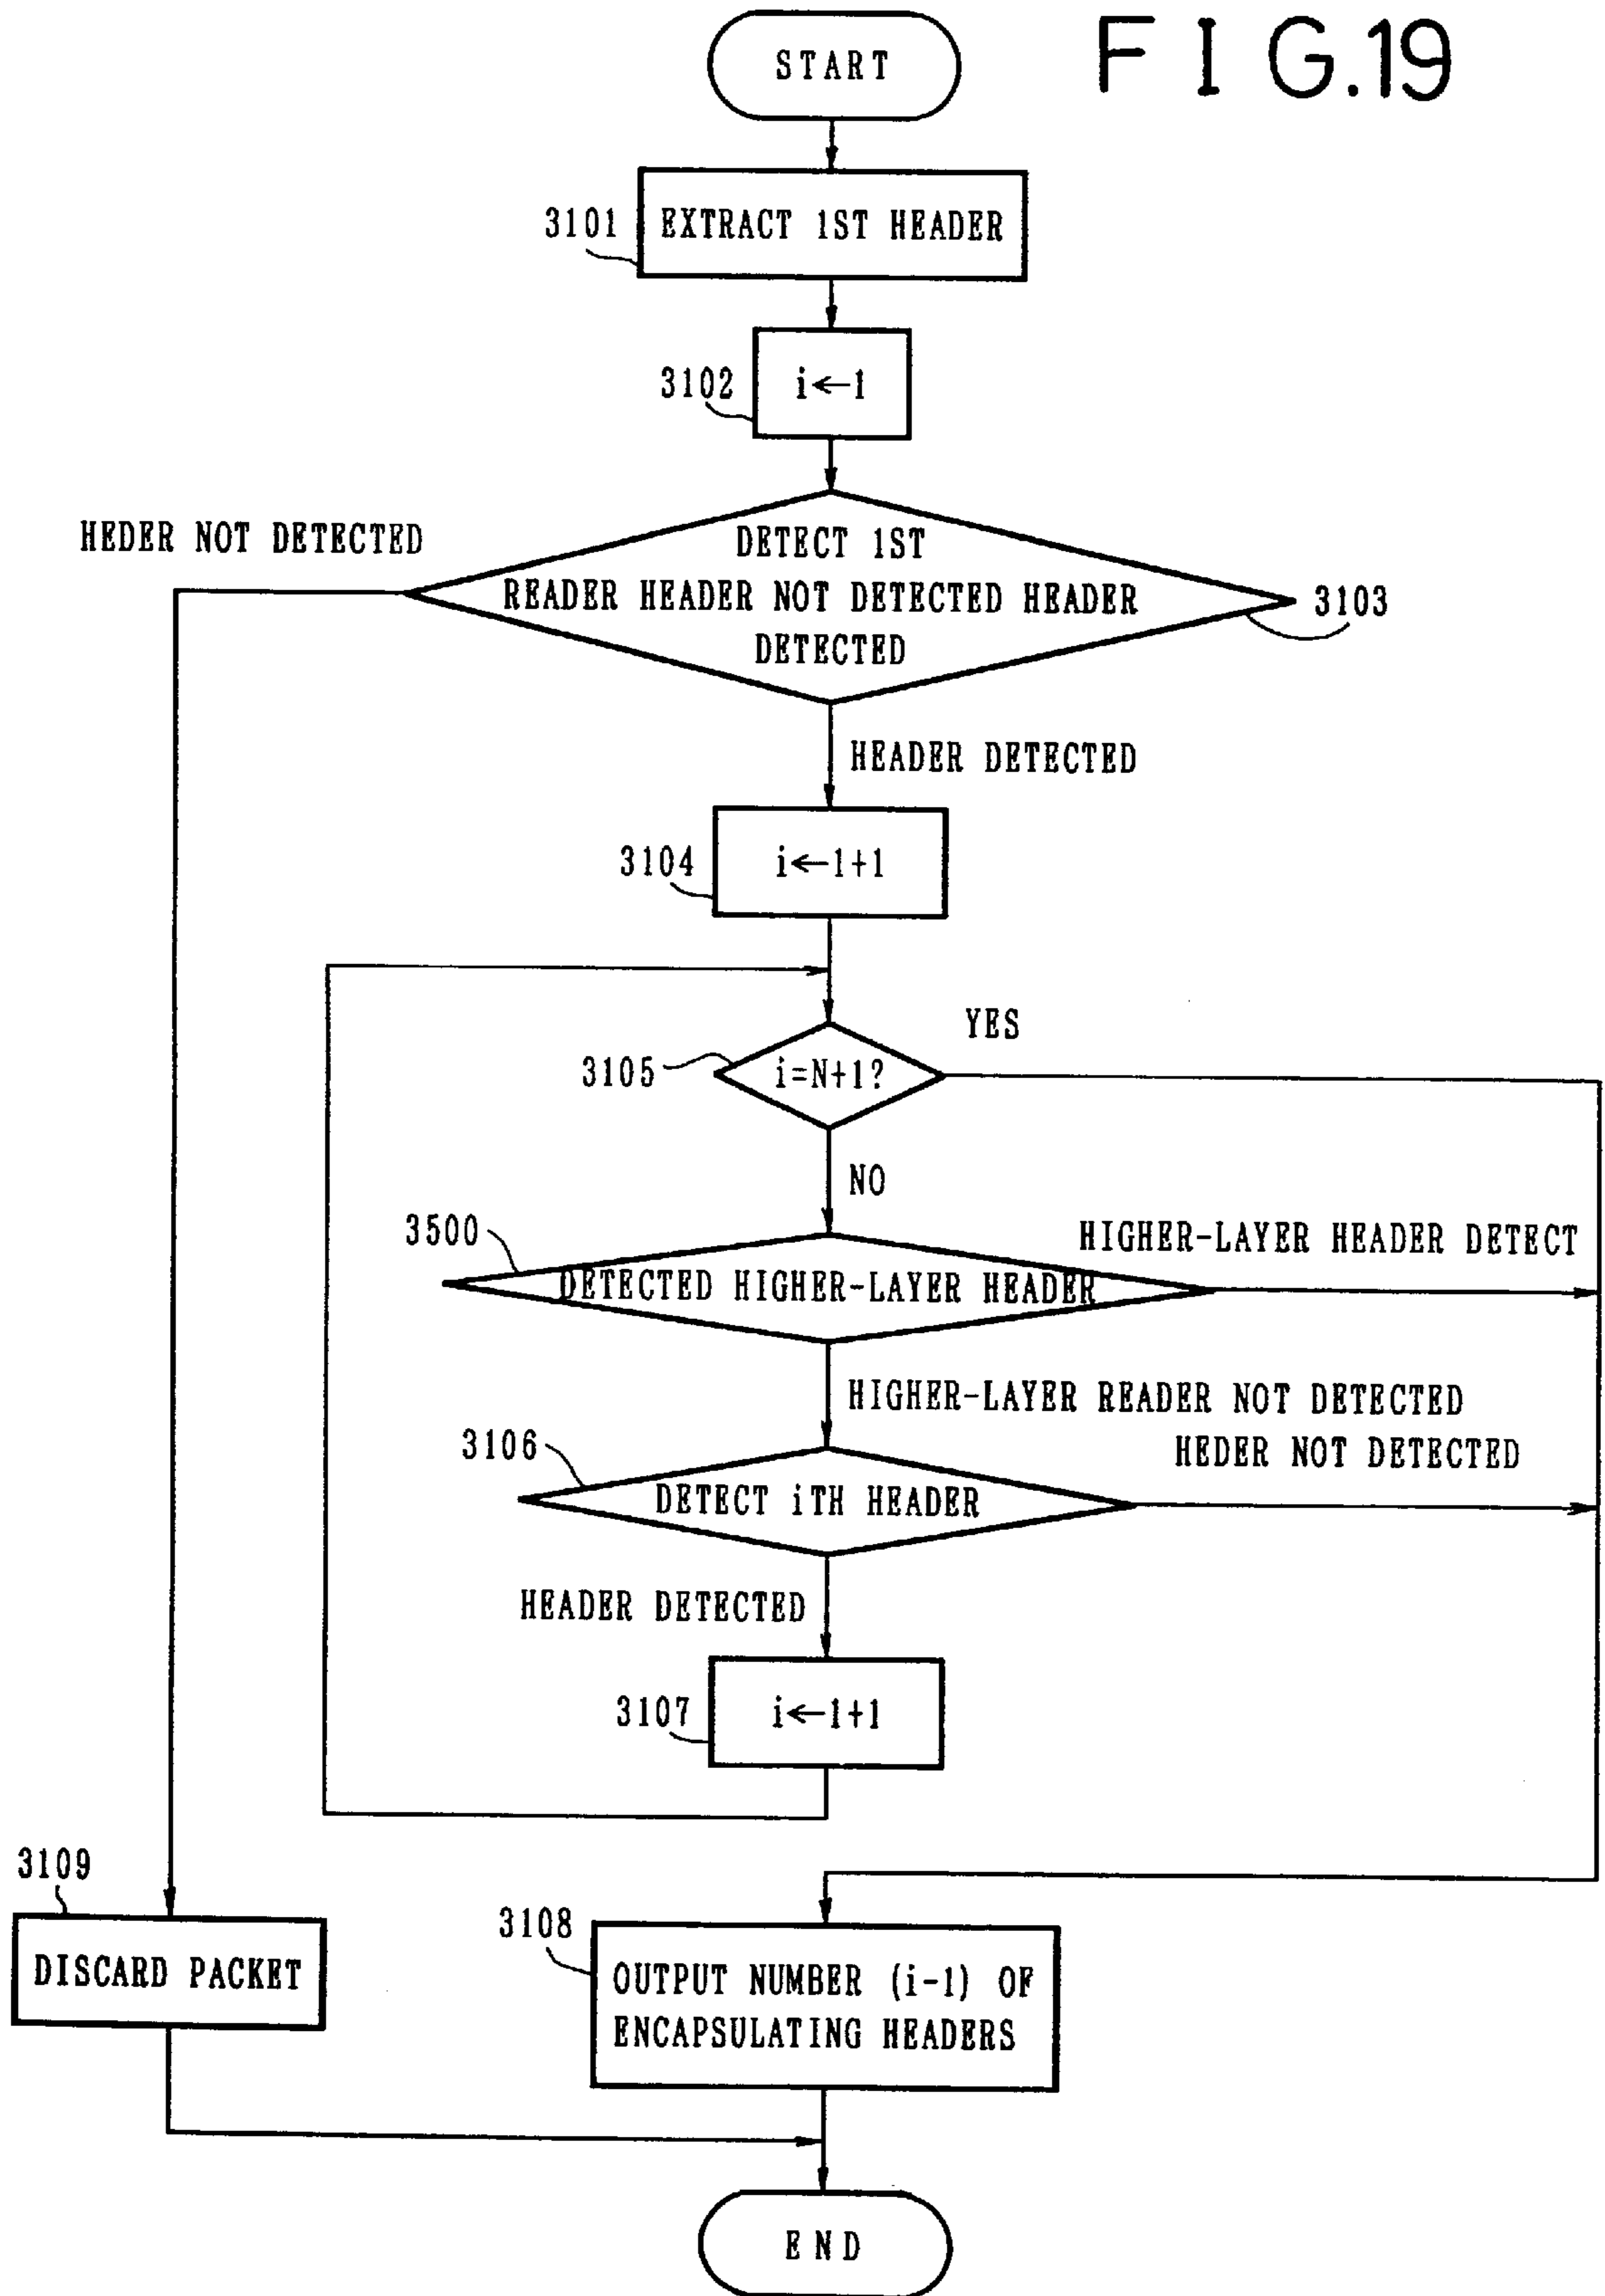 FIG.19
START
3101
EXTRACT 1ST HEADER
3102
i←1
HEDER NOT DETECTED
DETECT 1ST
READER HEADER NOT DETECTED HEADER
DETECTED
3103
HEADER DETECTED
3104
i←1+1
YES
3105
i=N+1?
NO
3500
HIGHER-LAYER HEADER DETECT
DETECTED HIGHER-LAYER HEADER
HIGHER-LAYER READER NOT DETECTED
3106
HEDER NOT DETECTED
DETECT iTH HEADER
HEADER DETECTED
3107
i←1+1
3109
DISCARD PACKET
3108
OUTPUT NUMBER (i-1) OF
ENCAPSULATING HEADERS
END